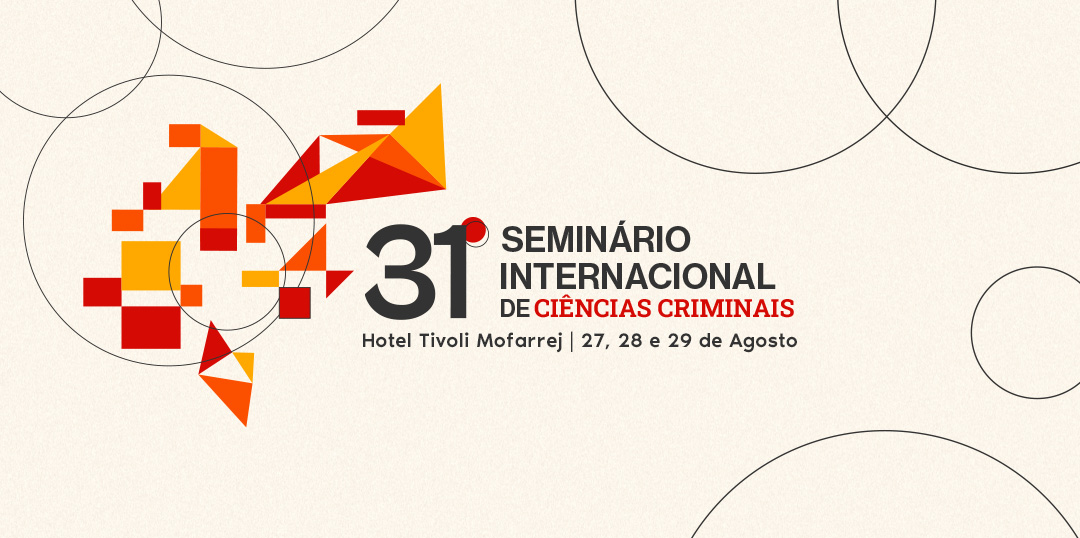 31º SEMINÁRIO
INTERNACIONAL
DE CIÊNCIAS CRIMINAIS
Hotel Tivoli Mofarrej | 27, 28 e 29 de Agosto